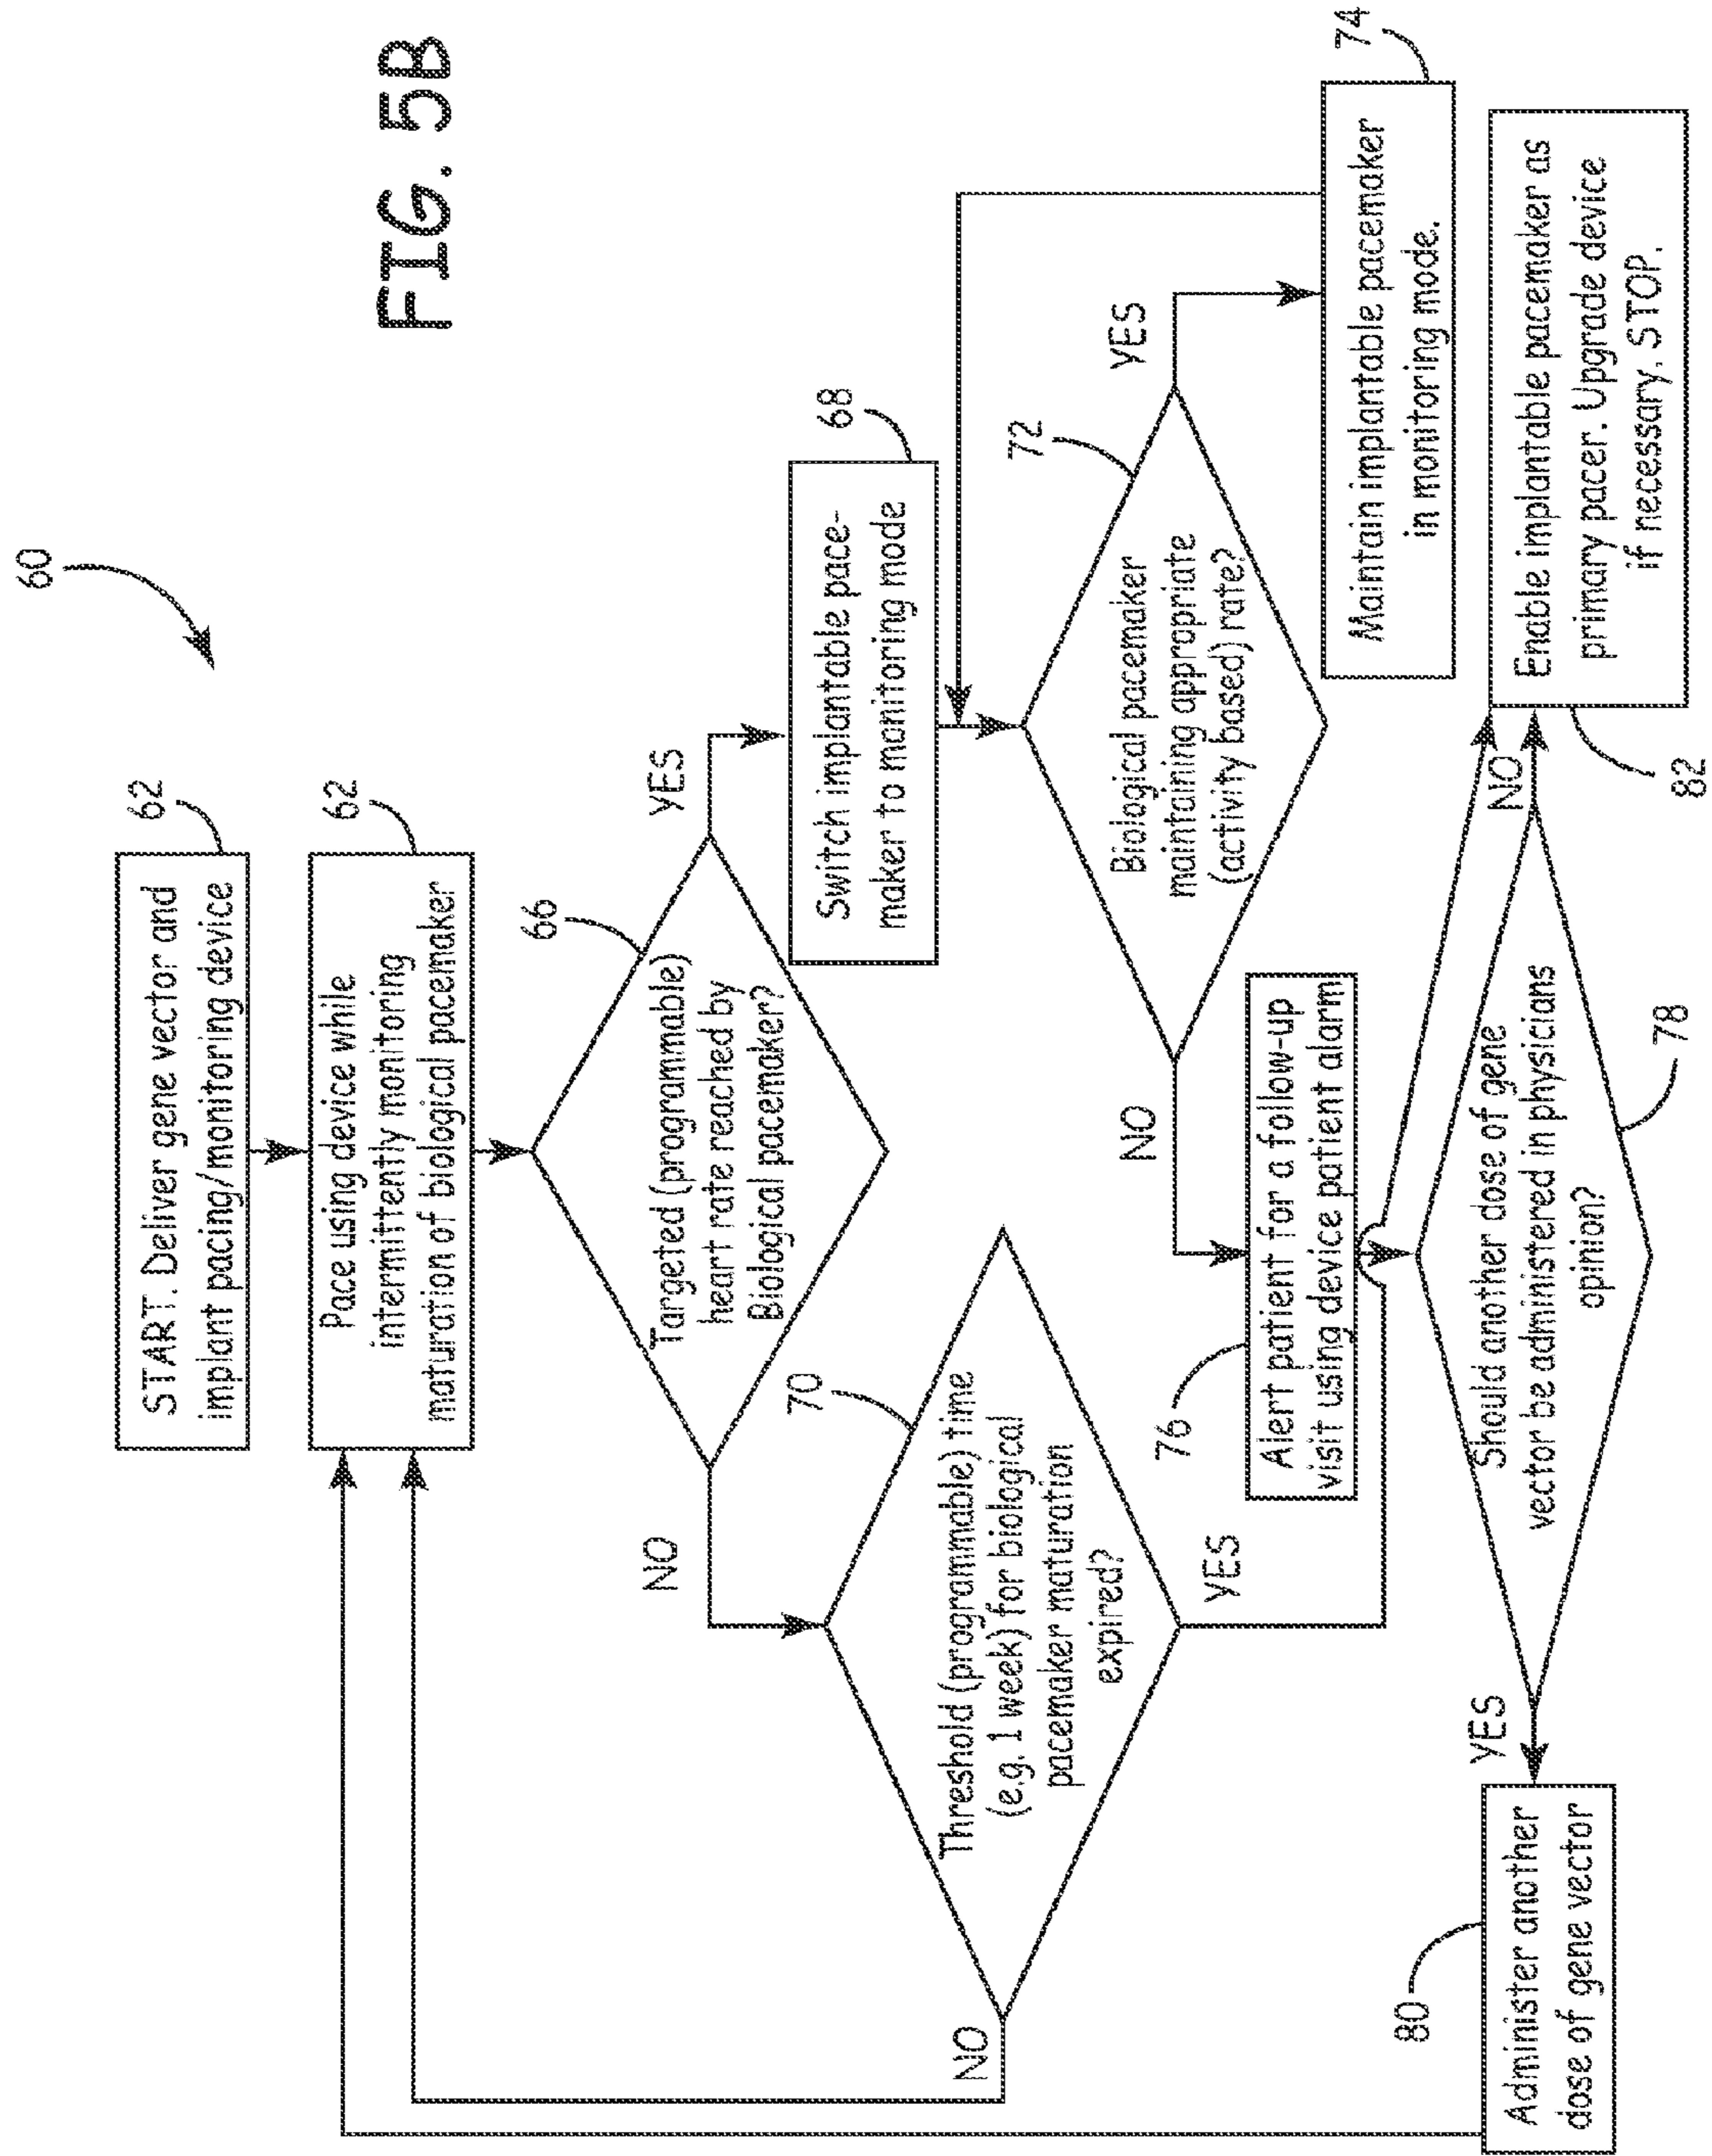 FIG. 5B
60
62
START. Deliver gene vector and
implant pacing/monitoring device
62
Pace using device while
intermittently monitoring
maturation of biological pacemaker
66
Targeted (programmable)
heart rate reached by
Biological pacemaker?
YES
NO
68
Switch implantable pace-
maker to monitoring mode
70
Threshold (programmable) time
(e.g. 1 week) for biological
pacemaker maturation
expired?
NO
YES
72
Biological pacemaker
maintaining appropriate
(activity based) rate?
YES
NO
74
Maintain implantable pacemaker
in monitoring mode.
76
Alert patient for a follow-up
visit using device patient alarm
78
Should another dose of gene
vector be administered in physicians
opinion?
YES
NO
80
Administer another
dose of gene vector
82
Enable implantable pacemaker as
primary pacer. Upgrade device
if necessary. STOP.